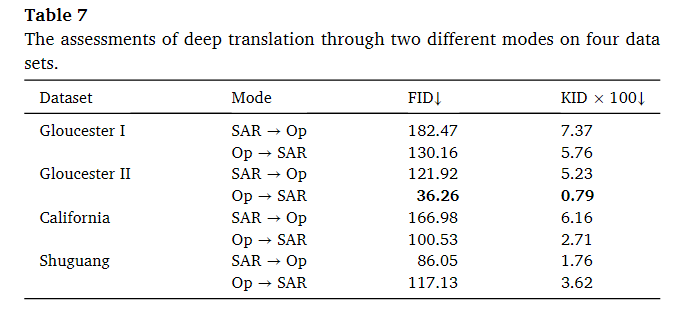 Table 7
The assessments of deep translation through two different modes on four data
sets.
Dataset Mode FID↓ KID × 100↓
Gloucester I SAR → Op 182.47 7.37
Op → SAR 130.16 5.76
Gloucester II SAR → Op 121.92 5.23
Op → SAR 36.26 0.79
California SAR → Op 166.98 6.16
Op → SAR 100.53 2.71
Shuguang SAR → Op 86.05 1.76
Op → SAR 117.13 3.62